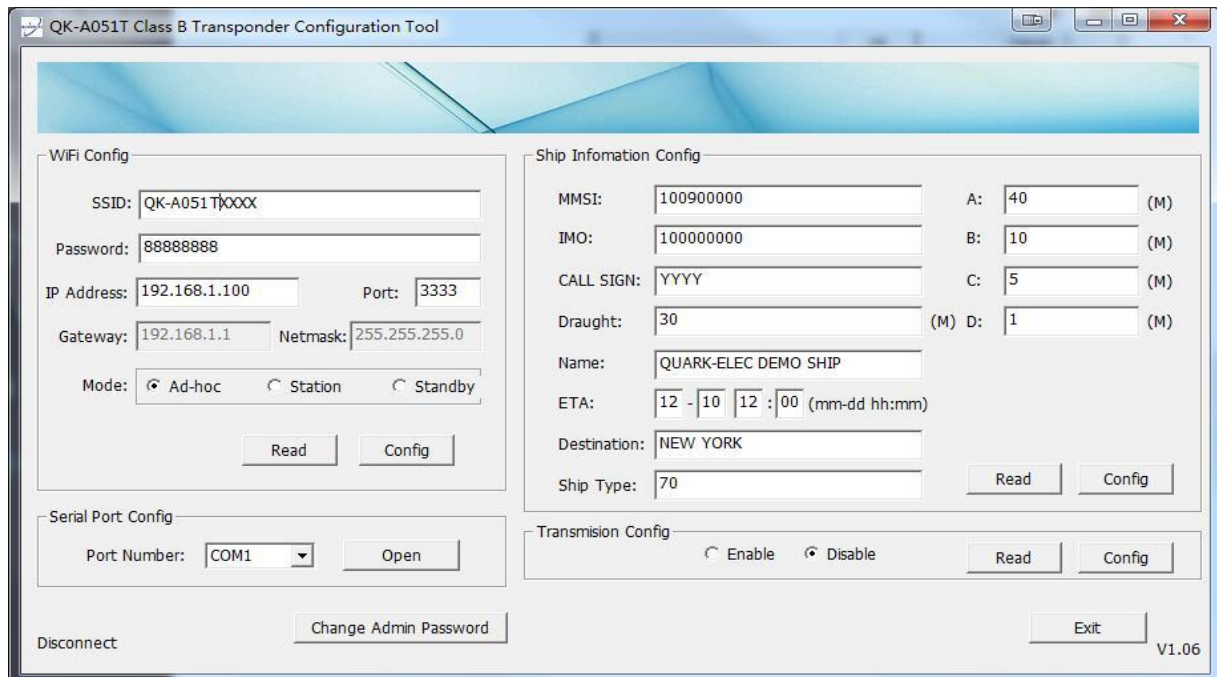 QK-A051T Class B Transponder Configuration Tool
WiFi Config
SSID: QK-A051TXXXX
Password: 88888888
IP Address: 192.168.1.100 Port: 3333
Gateway: 192.168.1.1 Netmask: 255.255.255.0
Mode: Ad-hoc Station Standby
Read Config
Serial Port Config
Port Number: COM1 Open
Disconnect
Change Admin Password
Ship Infomation Config
MMSI: 100900000 A: 40 (M)
IMO: 100000000 B: 10 (M)
CALL SIGN: YYYY C: 5 (M)
Draught: 30 (M) D: 1 (M)
Name: QUARK-ELEC DEMO SHIP
ETA: 12 - 10 12 : 00 (mm-dd hh:mm)
Destination: NEW YORK
Ship Type: 70 Read Config
Transmision Config
Enable Disable Read Config
Exit
V1.06